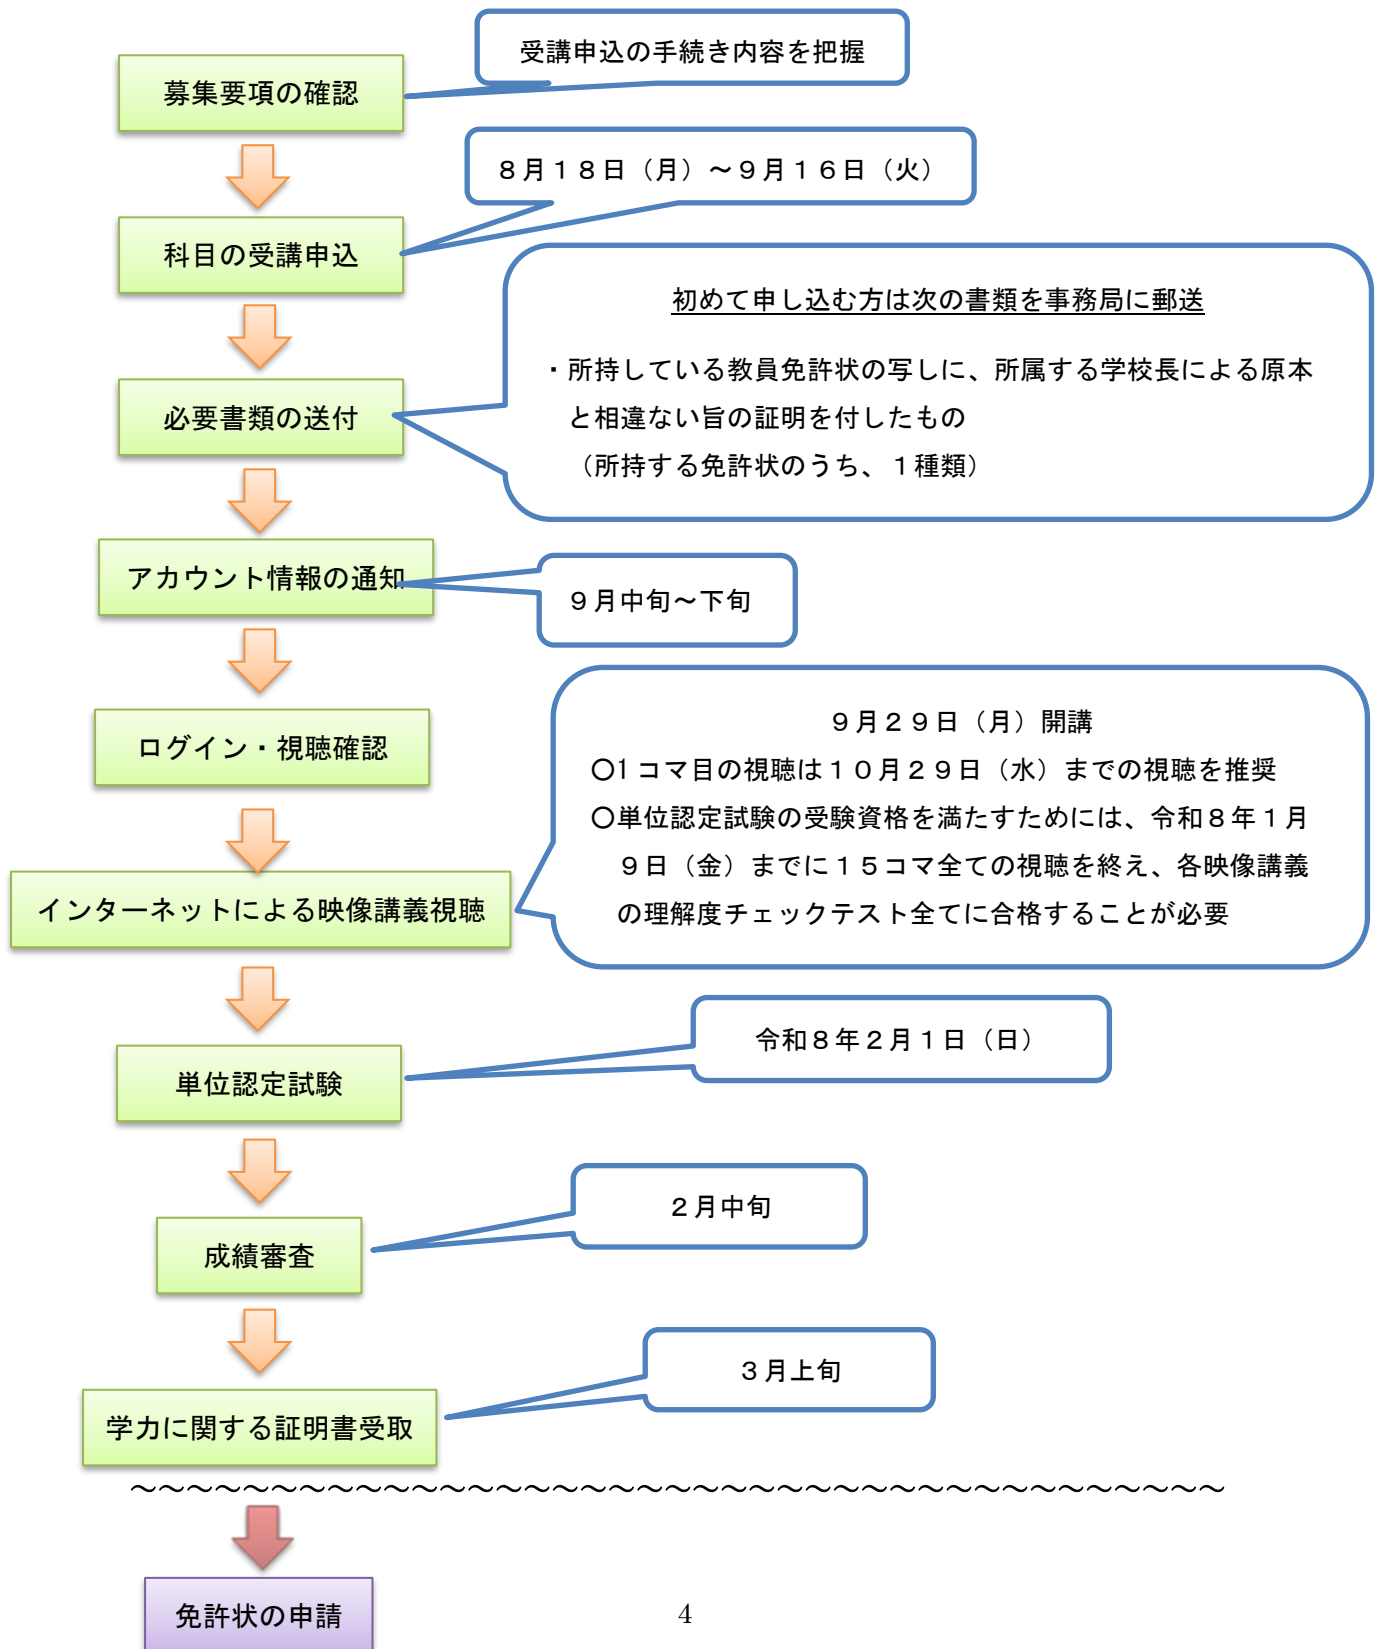 受講申込の手続き内容を把握
募集要項の確認
８月１８日（月）～９月１６日（火）
科目の受講申込
初めて申し込む方は次の書類を事務局に郵送
・所持している教員免許状の写しに、所属する学校長による原本
と相違ない旨の証明を付したもの
（所持する免許状のうち、１種類）
必要書類の送付
アカウント情報の通知
９月中旬～下旬
ログイン・視聴確認
９月２９日（月）開講
○1コマ目の視聴は１０月２９日（水）までの視聴を推奨
○単位認定試験の受験資格を満たすためには、令和８年１月
９日（金）までに１５コマ全ての視聴を終え、各映像講義
の理解度チェックテスト全てに合格することが必要
インターネットによる映像講義視聴
令和８年２月１日（日）
単位認定試験
２月中旬
成績審査
３月上旬
学力に関する証明書受取
～～～～～～～～～～～～～～～～～～～～～～～～～～～～～～～～～～～～～～～
免許状の申請
4